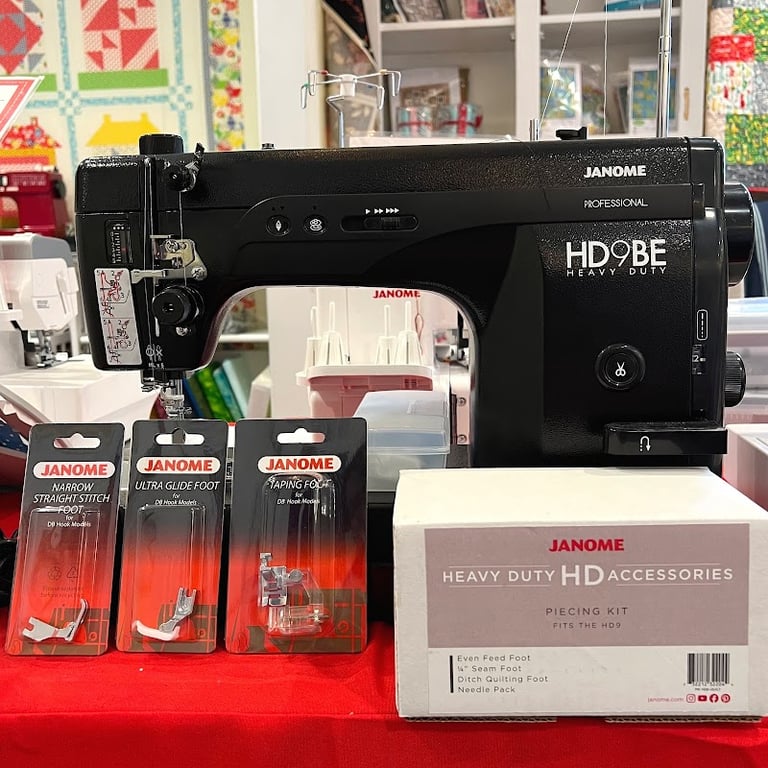 JANOME
PROFESSIONAL
HD9BE
HEAVY DUTY
JANOME
JANOME
NARROW
STRAIGHT STITCH
FOOT
for
DB Hook Models
JANOME
ULTRA GLIDE FOOT
for
DB Hook Models
JANOME
TAPING FOOT
for
DB Hook Models
JANOME
HEAVY DUTY HD ACCESSORIES
PIECING KIT
FITS THE HD9
Even Feed Foot
¼" Seam Foot
Ditch Quilting Foot
Needle Pack
janome.com